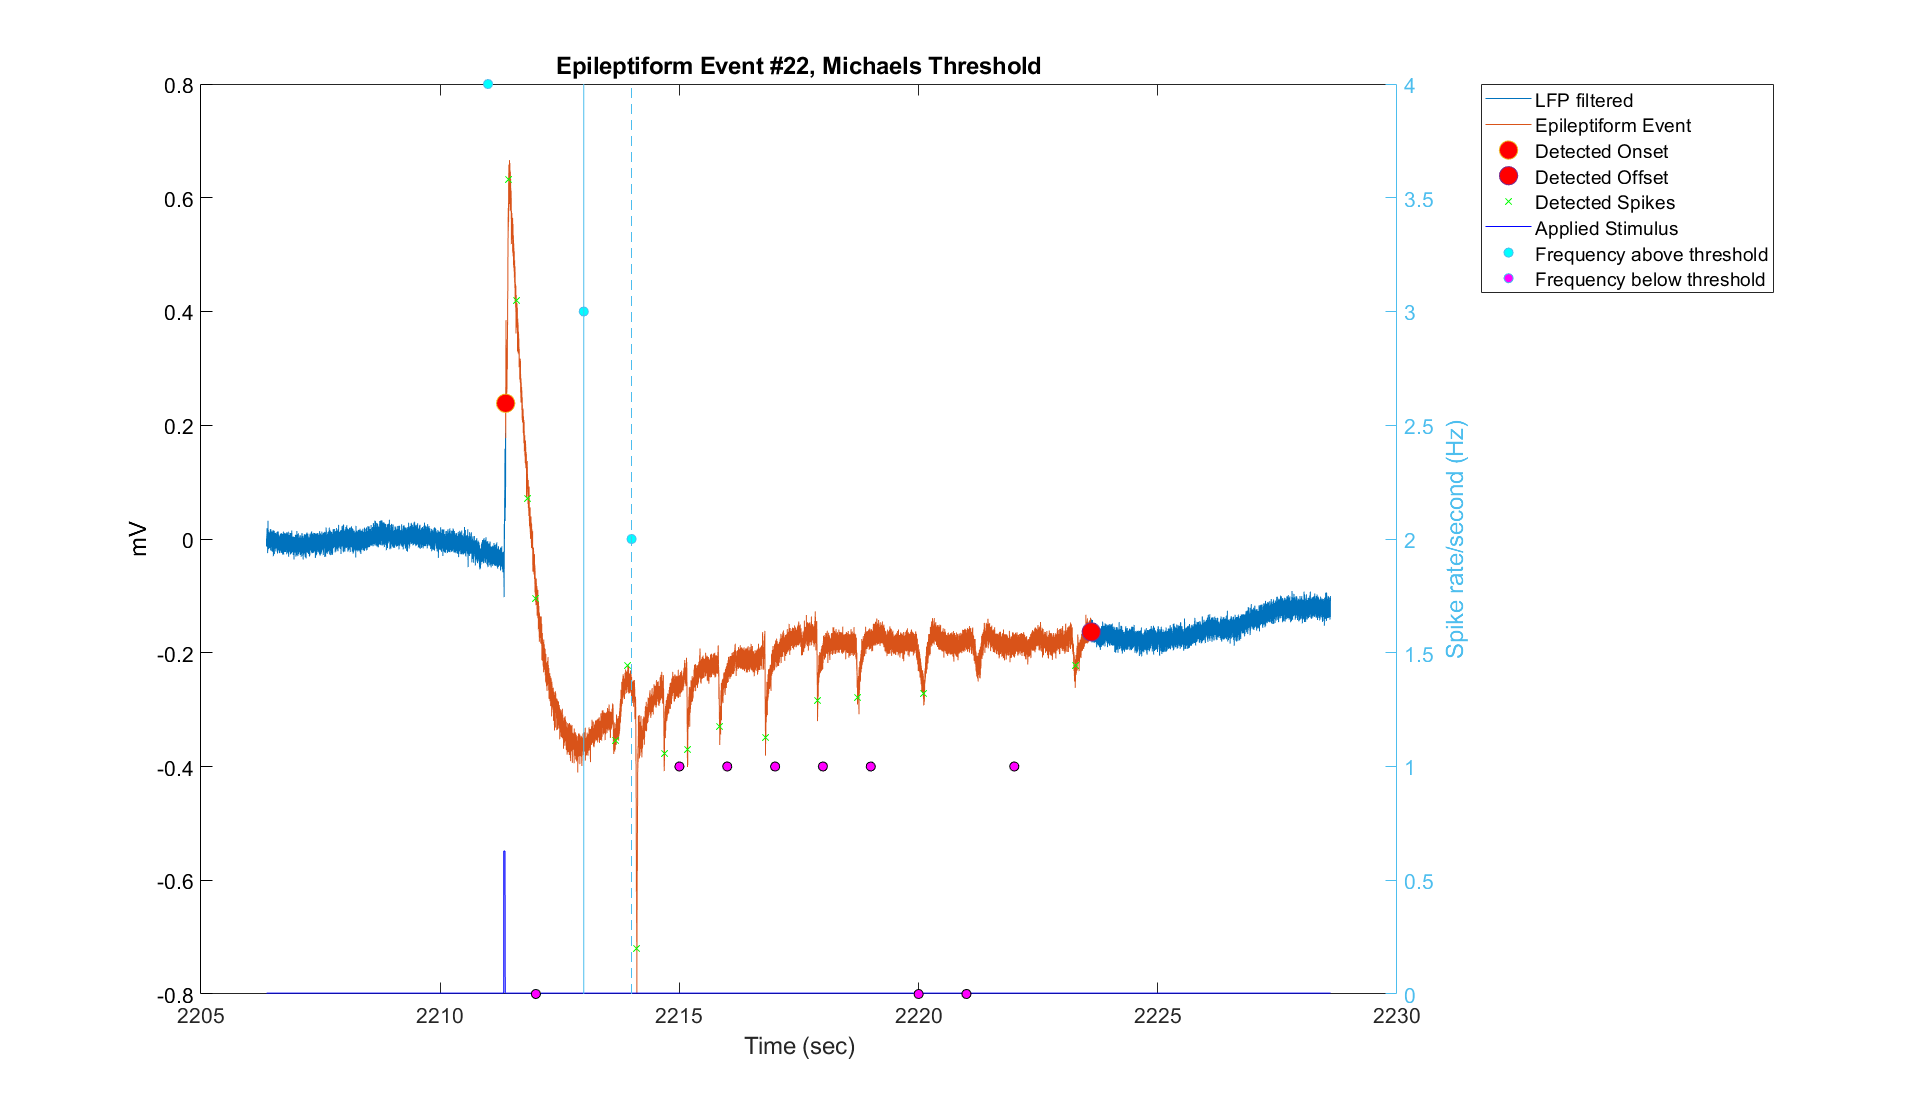 Epileptiform Event #22, Michaels Threshold
0.8
0.6
0.4
0.2
0
-0.2
-0.4
-0.6
-0.8
mV
2205
2210
2215
2220
2225
2230
Time (sec)
4
3.5
3
2.5
2
1.5
1
0.5
0
Spike rate/second (Hz)
LFP filtered
Epileptiform Event
Detected Onset
Detected Offset
Detected Spikes
Applied Stimulus
Frequency above threshold
Frequency below threshold